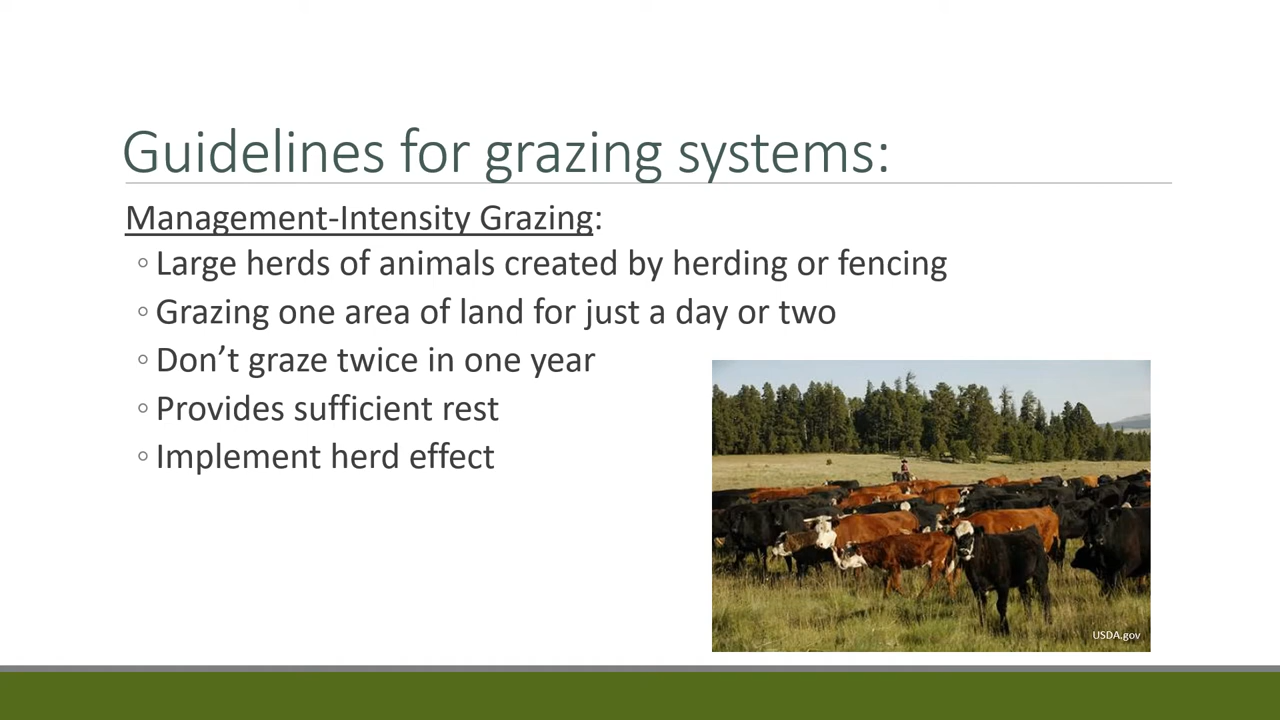 Guidelines for grazing systems:
Management-Intensity Grazing:
◦ Large herds of animals created by herding or fencing
◦ Grazing one area of land for just a day or two
◦ Don’t graze twice in one year
◦ Provides sufficient rest
◦ Implement herd effect
USDA.gov